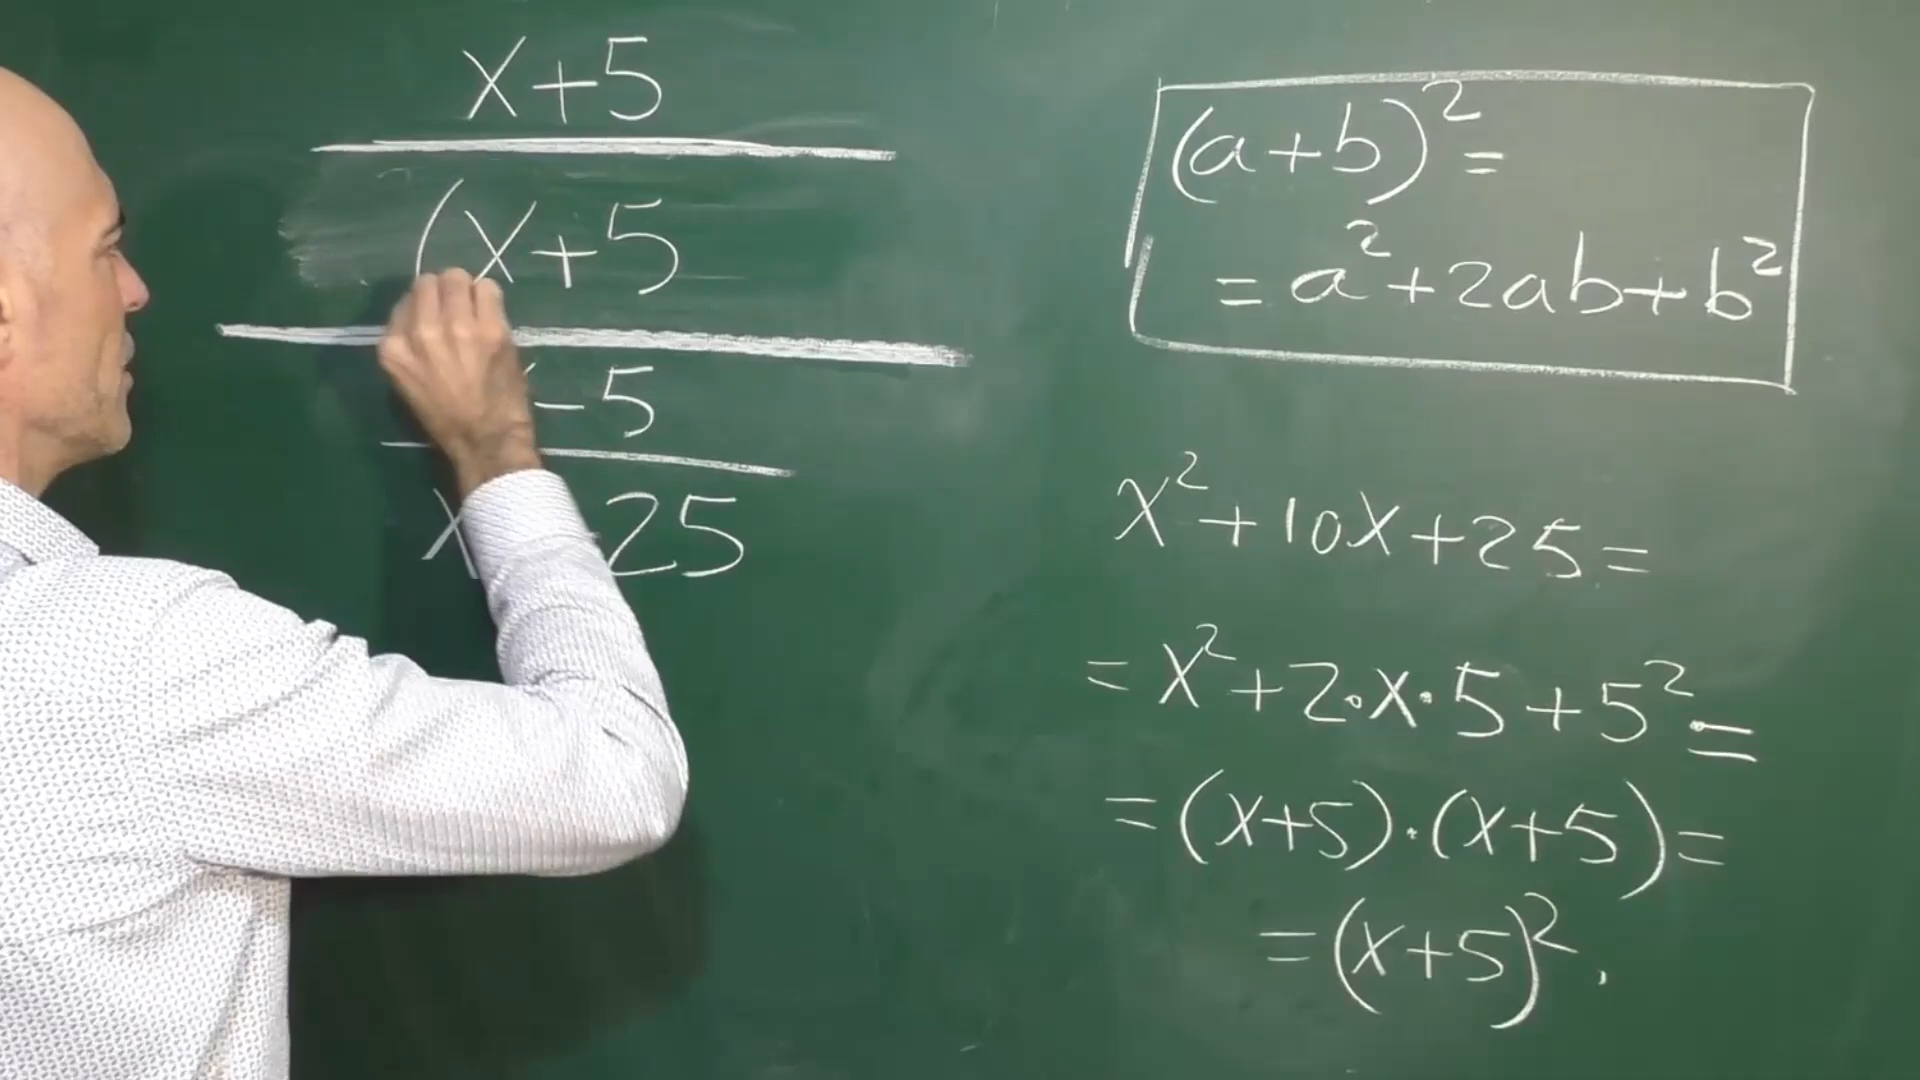 x+5
(x+5
-5
x -25
(a+b)²=
=a²+2ab+b²
x²+10x+25=
=x²+2·x·5+5²=
=(x+5)·(x+5)=
=(x+5)².